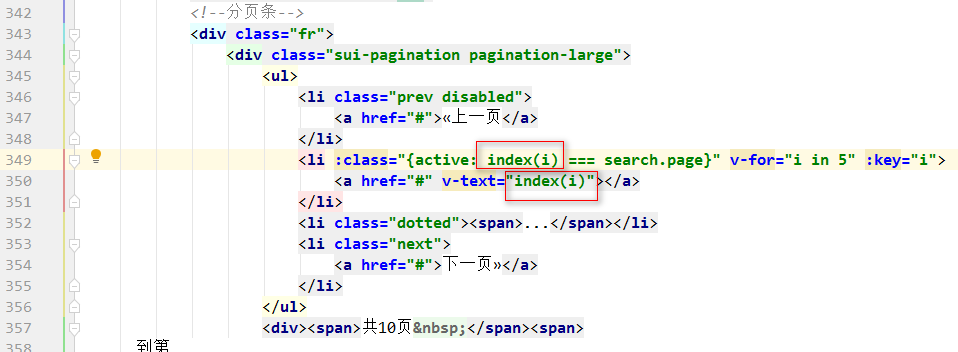 342 <!--分页条-->
343 <div class="fr">
344 <div class="sui-pagination pagination-large">
345 <ul>
346 <li class="prev disabled">
347 <a href="#">«上一页</a>
348 </li>
349 <li :class="{active: index(i) === search.page}" v-for="i in 5" :key="i">
350 <a href="#" v-text="index(i)"></a>
351 </li>
352 <li class="dotted"><span>...</span></li>
353 <li class="next">
354 <a href="#">下一页»</a>
355 </li>
356 </ul>
357 <div><span>共10页&nbsp;</span><span>
358 到第